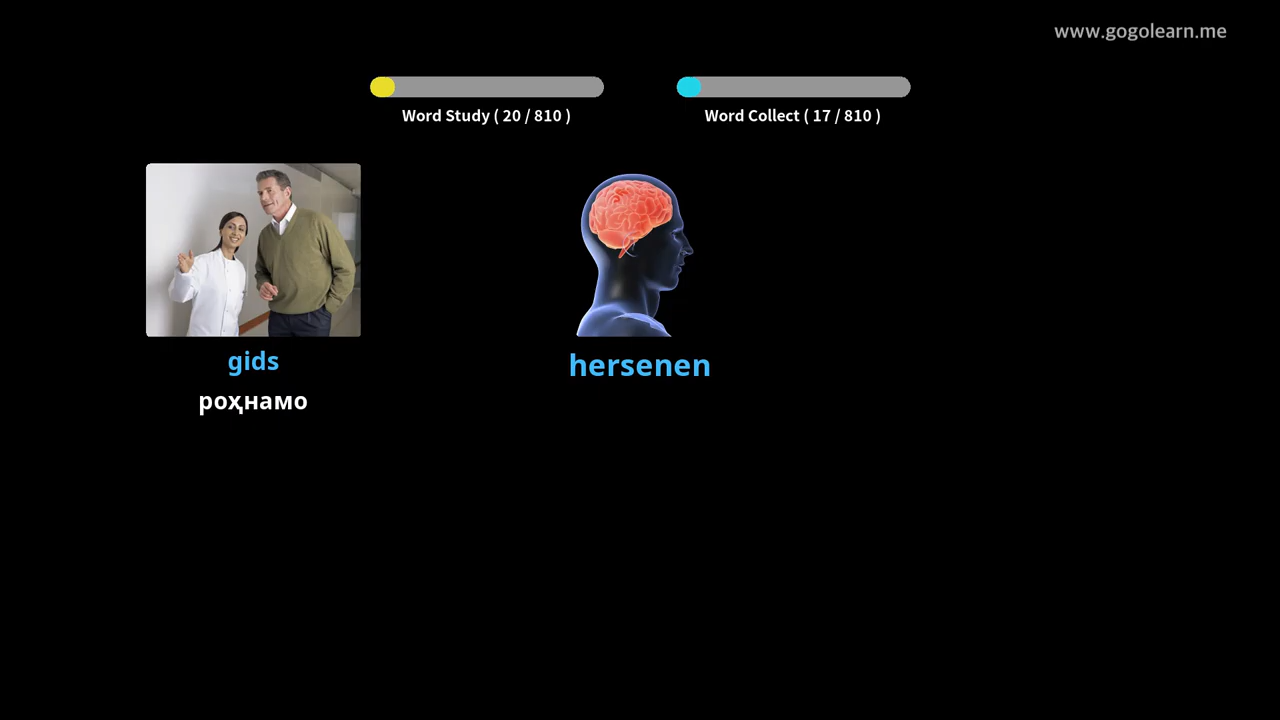 www.gogolearn.me
Word Study ( 20 / 810 )
Word Collect ( 17 / 810 )
gids
роҳнамо
hersenen